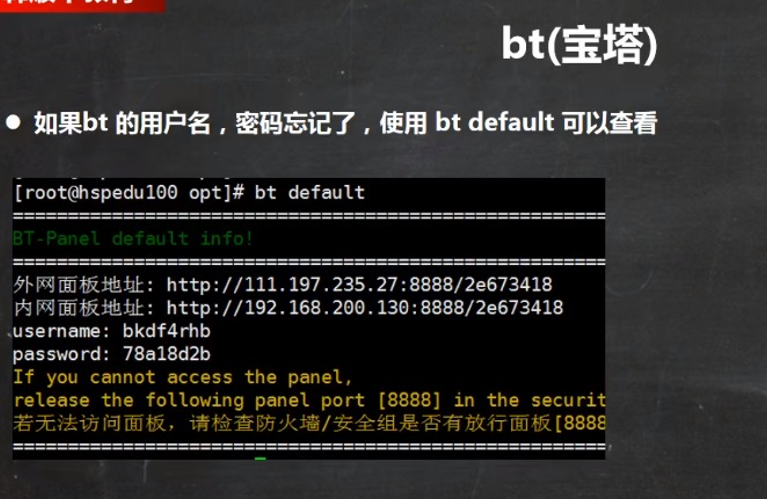 bt(宝塔)
● 如果bt 的用户名，密码忘记了，使用 bt default 可以查看
[root@hspedu100 opt]# bt default
==================================================================
BT-Panel default info!
==================================================================
外网面板地址: http://111.197.235.27:8888/2e673418
内网面板地址: http://192.168.200.130:8888/2e673418
username: bkdf4rhb
password: 78a18d2b
If you cannot access the panel,
release the following panel port [8888] in the securit
若无法访问面板，请检查防火墙/安全组是否有放行面板[8888
==================================================================